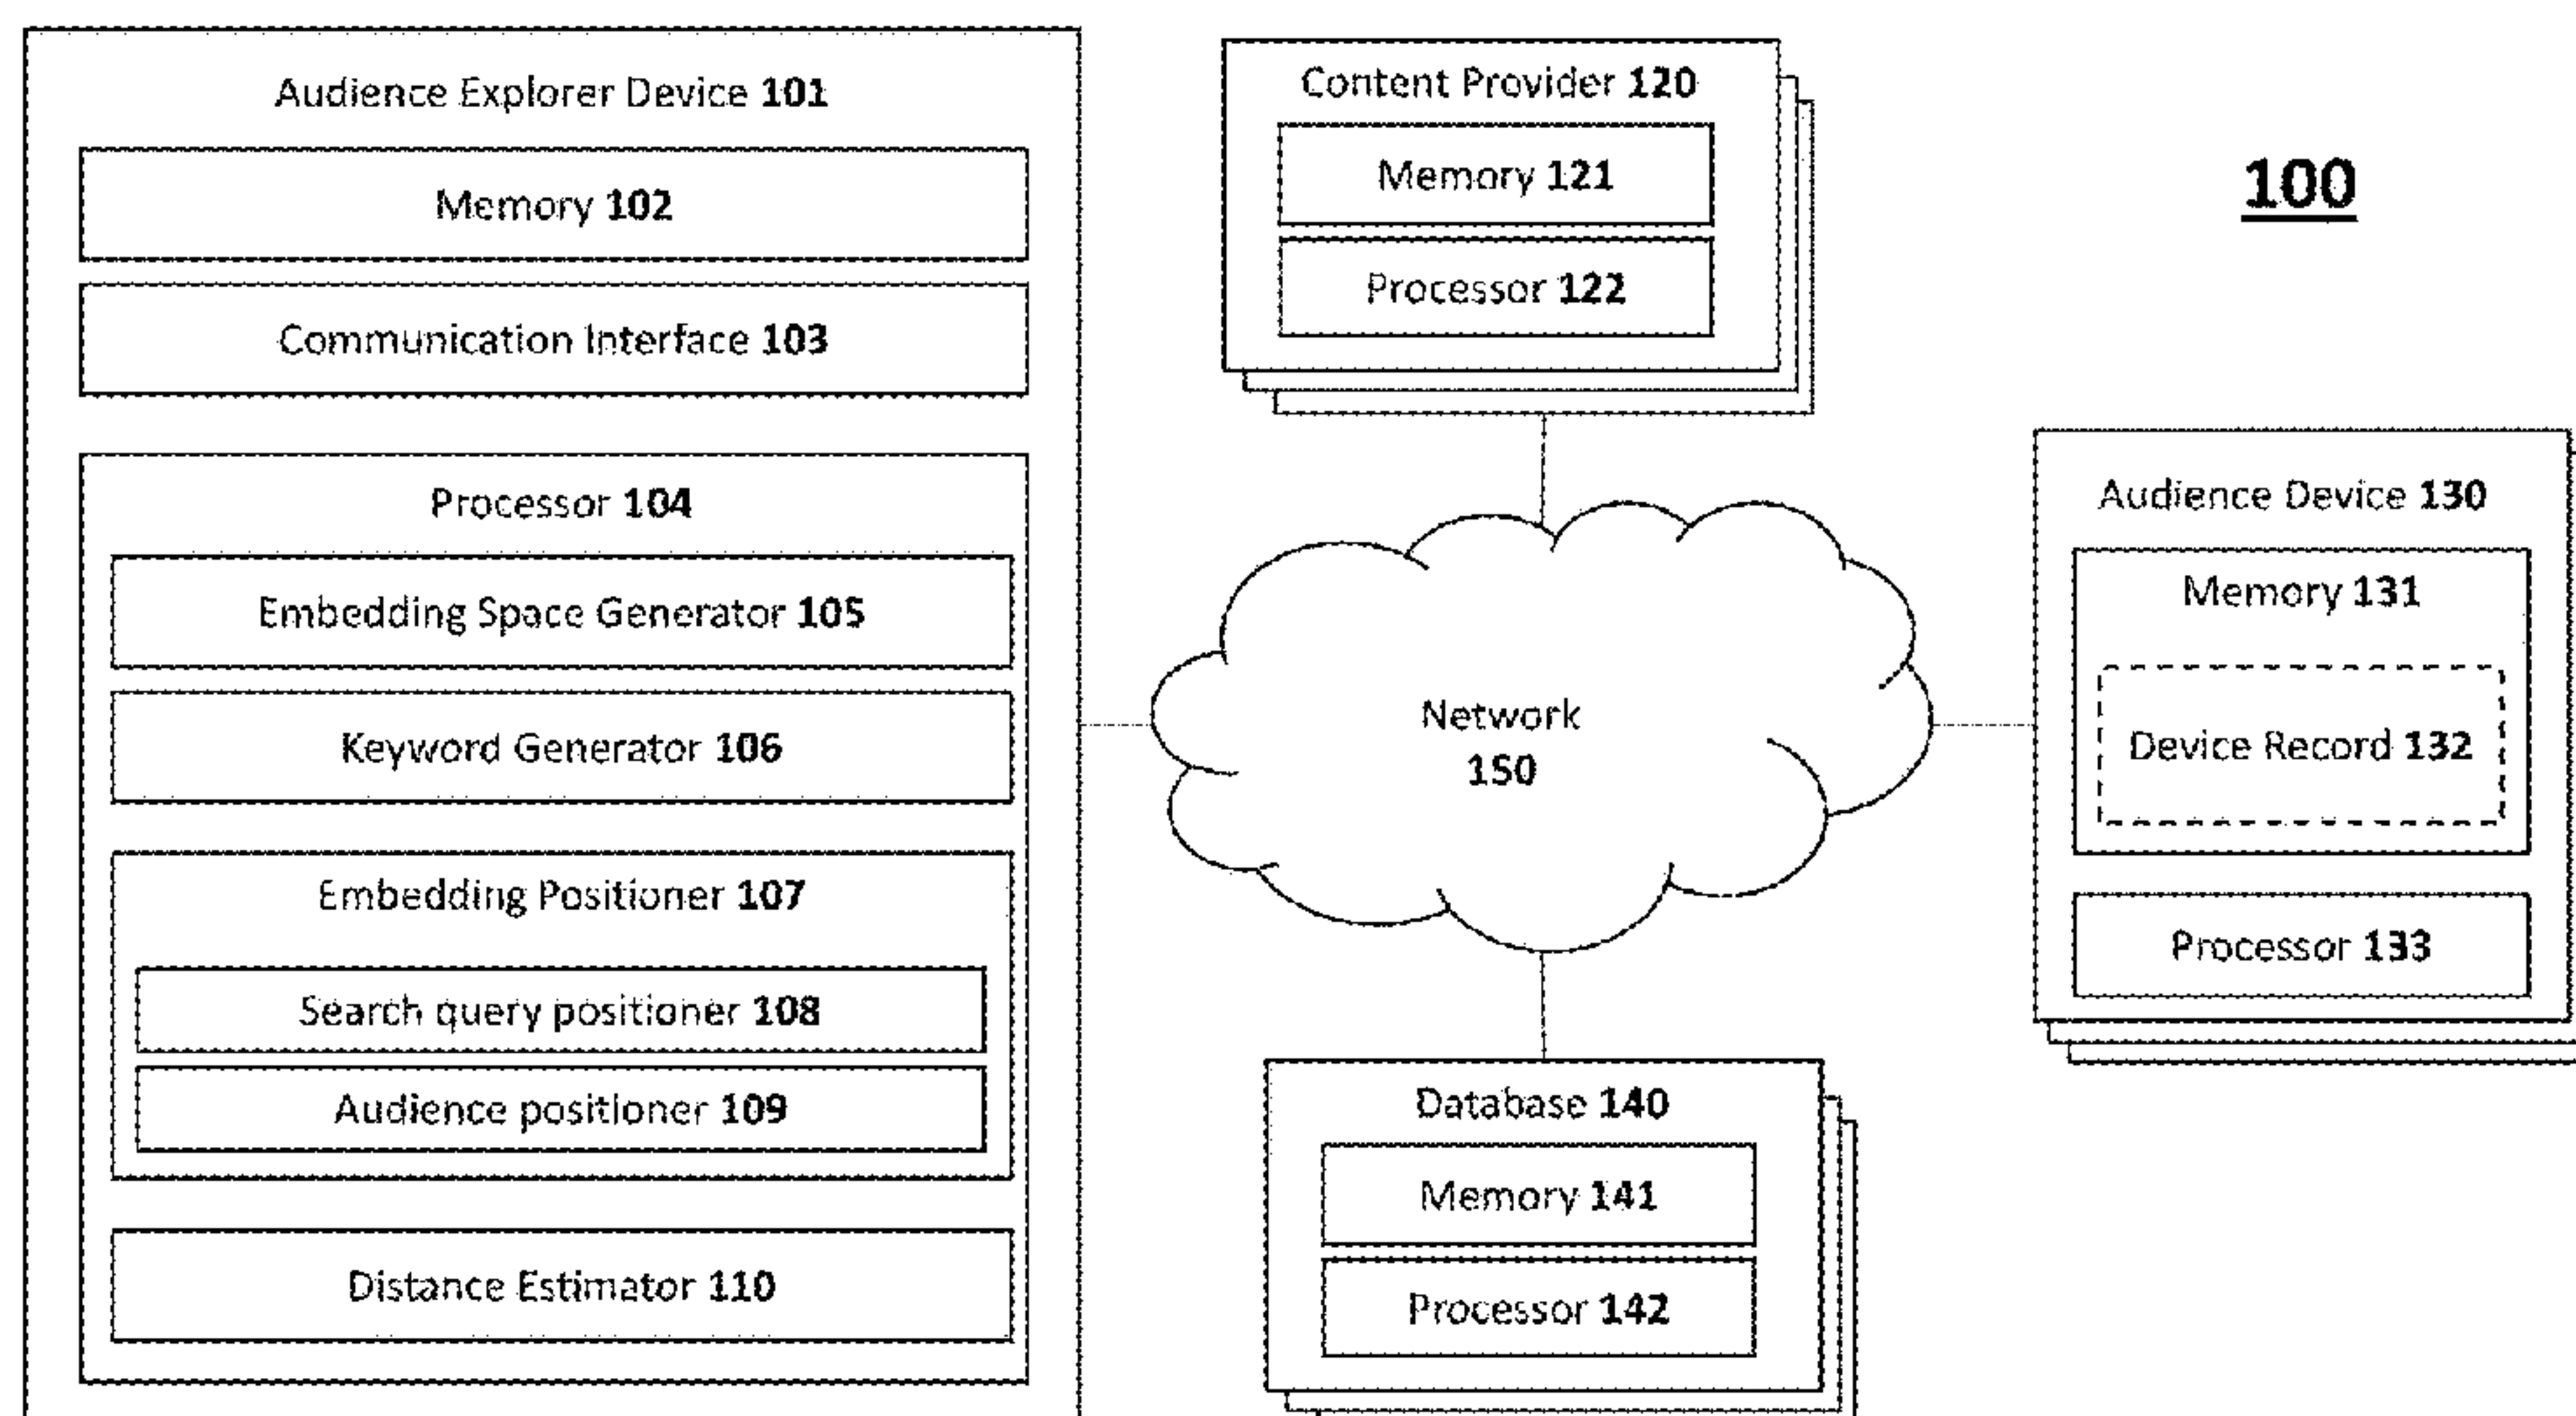 Audience Explorer Device 101
Memory 102
Communication Interface 103
Processor 104
Embedding Space Generator 105
Keyword Generator 106
Embedding Positioner 107
Search query positioner 108
Audience positioner 109
Distance Estimator 110
Content Provider 120
Memory 121
Processor 122
100
Network
150
Audience Device 130
Memory 131
Device Record 132
Processor 133
Database 140
Memory 141
Processor 142